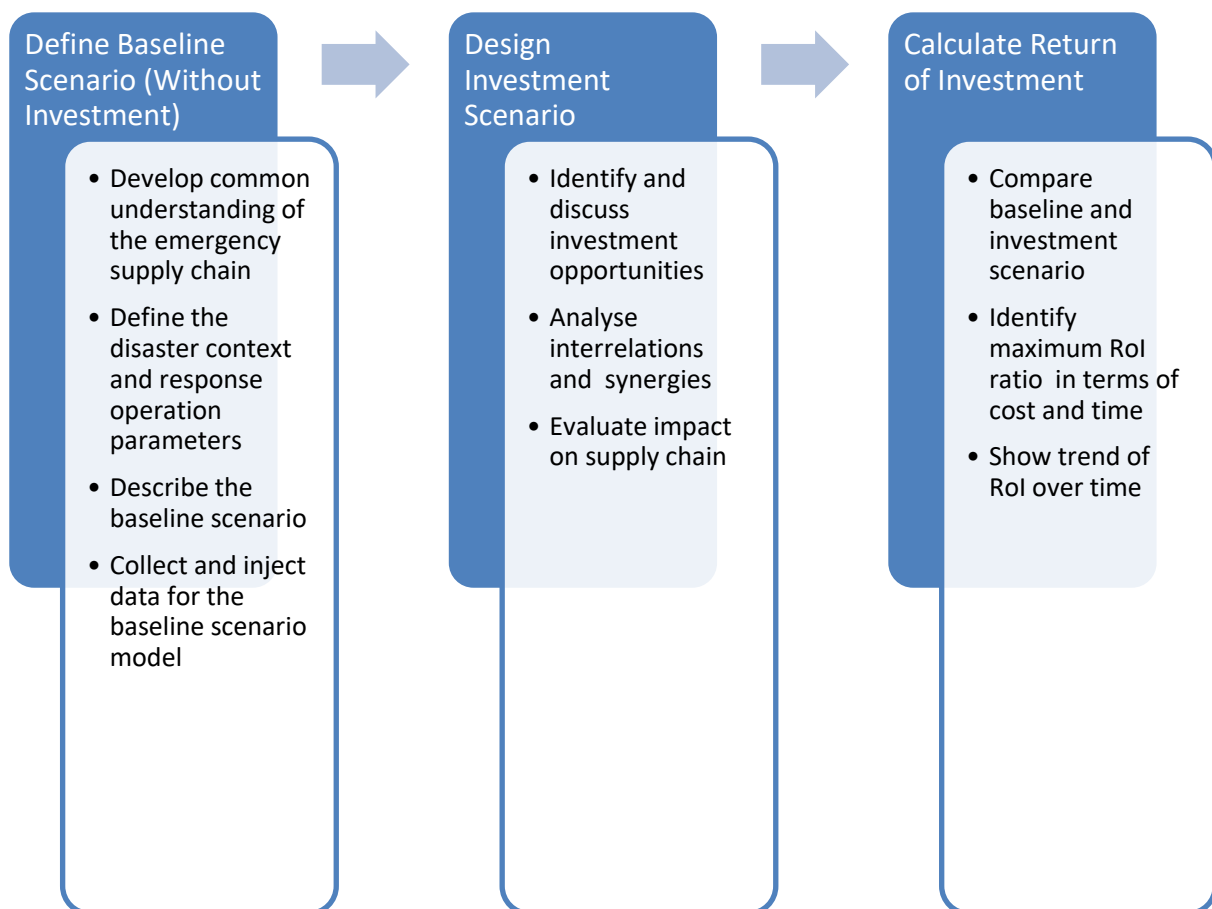 Define Baseline
Scenario (Without
Investment)
• Develop common
understanding of
the emergency
supply chain
• Define the
disaster context
and response
operation
parameters
• Describe the
baseline scenario
• Collect and inject
data for the
baseline scenario
model
Design
Investment
Scenario
• Identify and
discuss
investment
opportunities
• Analyse
interrelations
and synergies
• Evaluate impact
on supply chain
Calculate Return
of Investment
• Compare
baseline and
investment
scenario
• Identify
maximum RoI
ratio in terms of
cost and time
• Show trend of
RoI over time